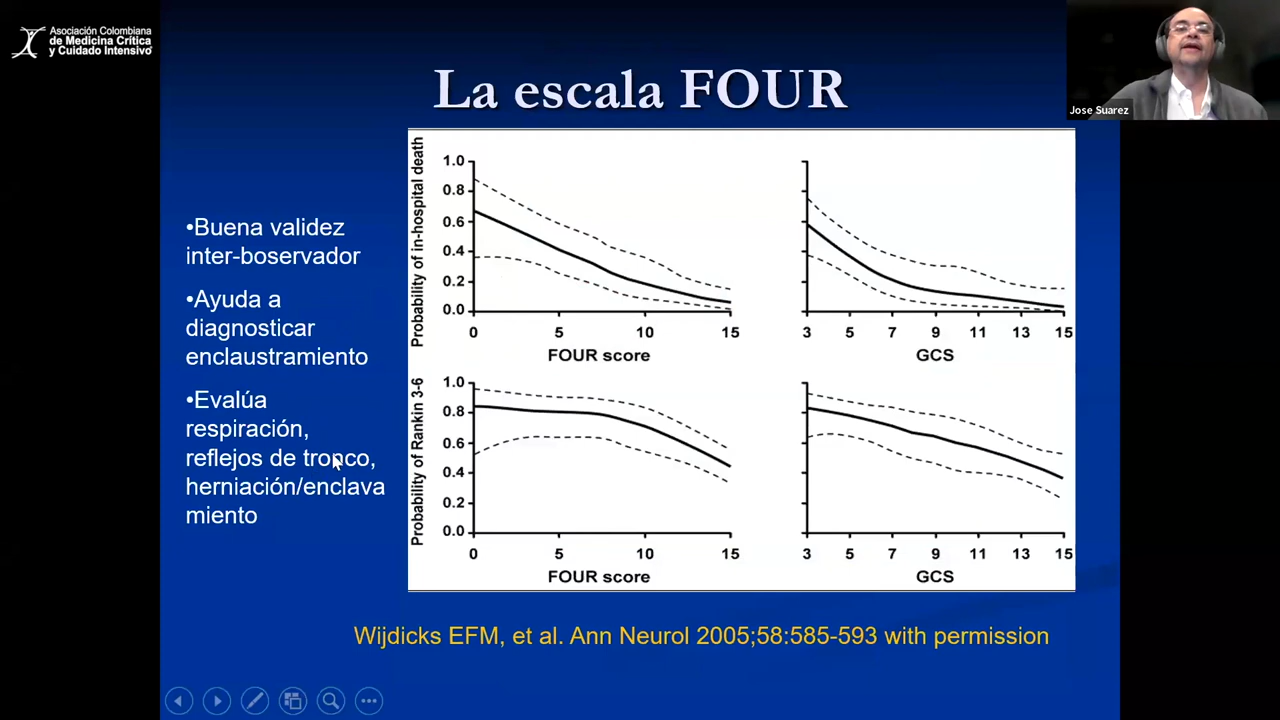 Asociación Colombiana
de Medicina Crítica
y Cuidado Intensivo
Jose Suarez
La escala FOUR
•Buena validez
inter-boservador
•Ayuda a
diagnosticar
enclaustramiento
•Evalúa
respiración,
reflejos de tronco,
herniación/enclava
miento
Probability of in-hospital death
1.0
0.8
0.6
0.4
0.2
0.0
0 5 10 15
FOUR score
3 5 7 9 11 13 15
GCS
Probability of Rankin 3-6
1.0
0.8
0.6
0.4
0.2
0.0
0 5 10 15
FOUR score
3 5 7 9 11 13 15
GCS
Wijdicks EFM, et al. Ann Neurol 2005;58:585-593 with permission